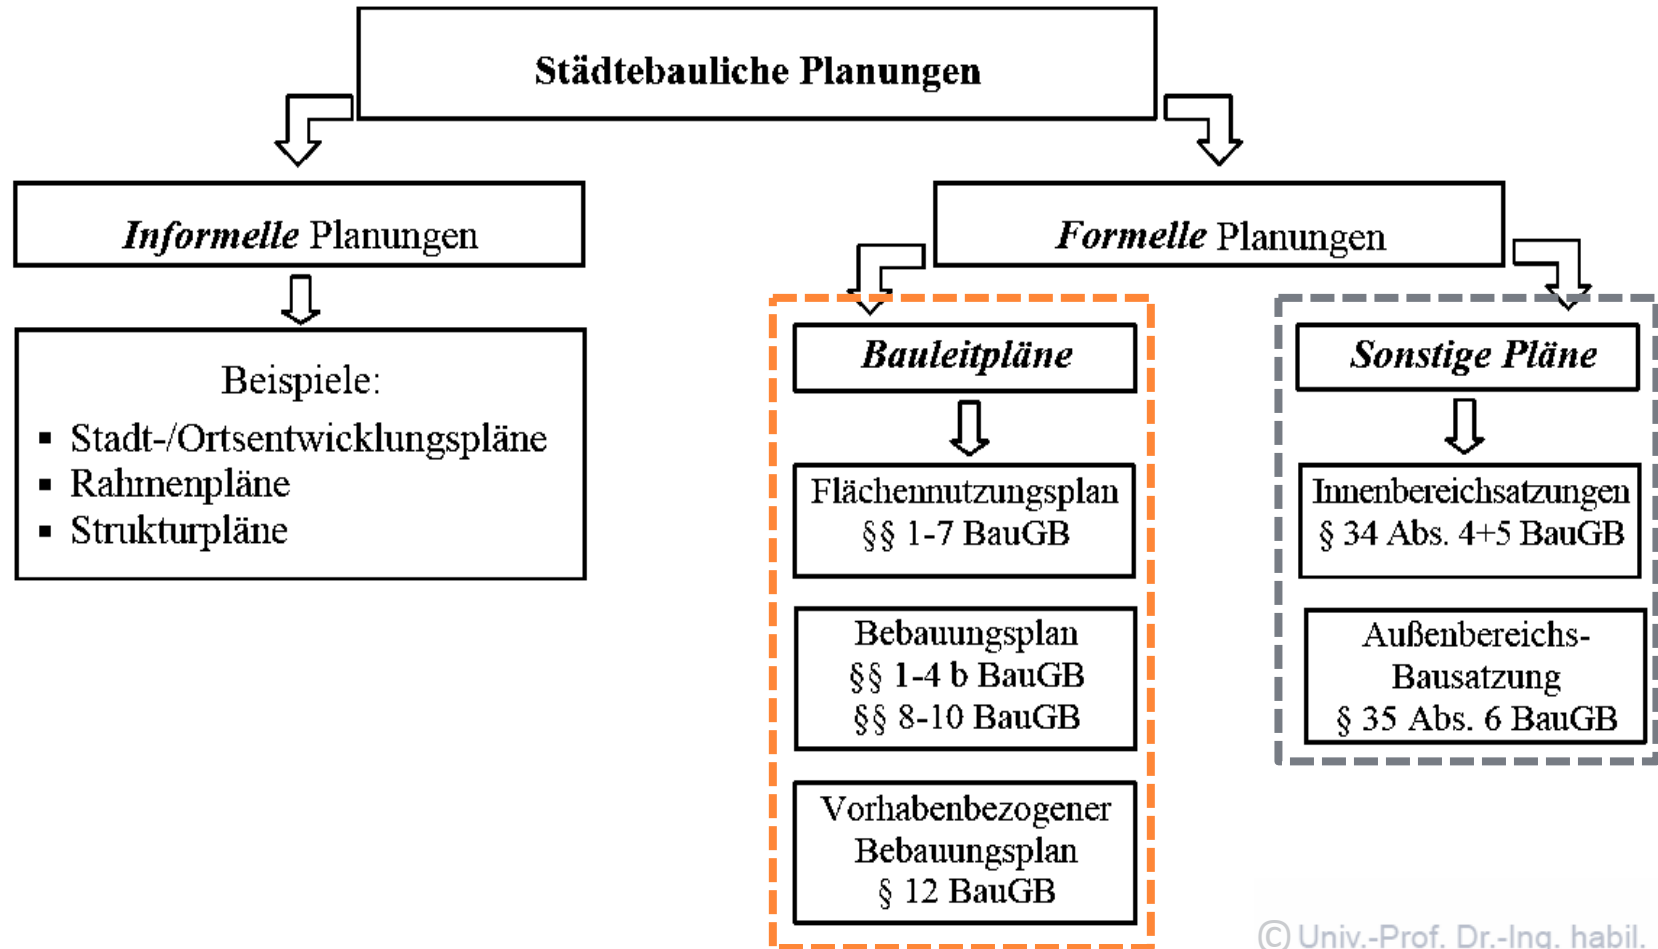 Städtebauliche Planungen
Informelle Planungen
Formelle Planungen
Beispiele:
▪ Stadt-/Ortsentwicklungspläne
▪ Rahmenpläne
▪ Strukturpläne
Bauleitpläne
Flächennutzungsplan
§§ 1-7 BauGB
Bebauungsplan
§§ 1-4 b BauGB
§§ 8-10 BauGB
Vorhabenbezogener
Bebauungsplan
§ 12 BauGB
Sonstige Pläne
Innenbereichsatzungen
§ 34 Abs. 4+5 BauGB
Außenbereichs-
Bausatzung
§ 35 Abs. 6 BauGB
© Univ.-Prof. Dr.-Ing. habil.